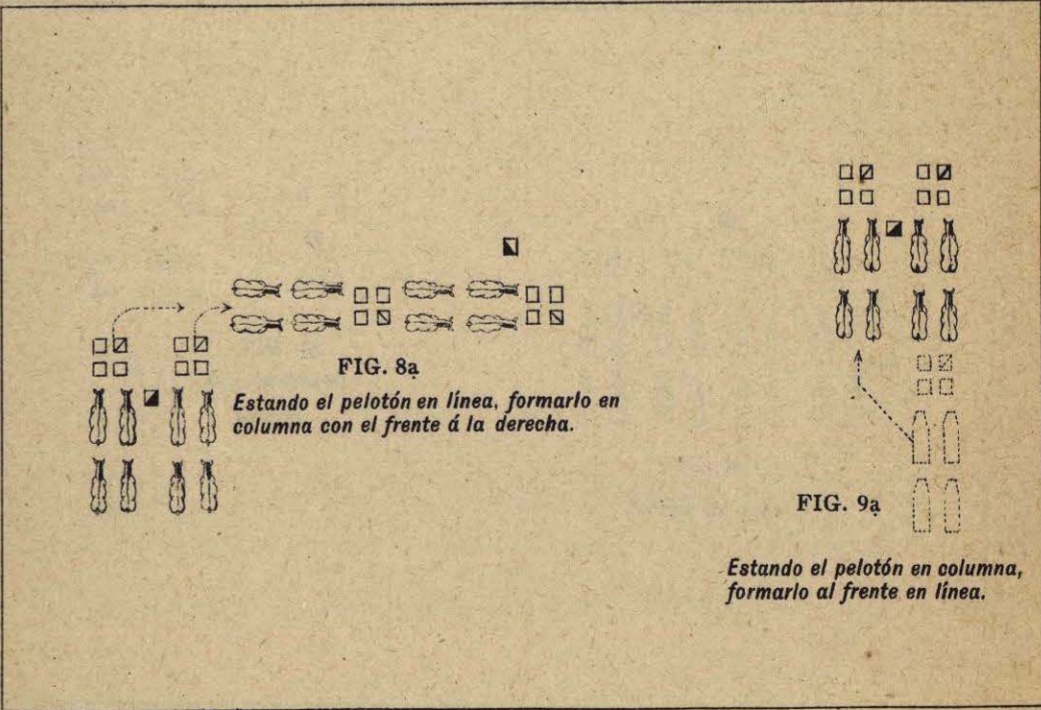 FIG. 8ª
Estando el pelotón en línea, formarlo en
columna con el frente á la derecha.
FIG. 9ª
Estando el pelotón en columna,
formarlo al frente en línea.